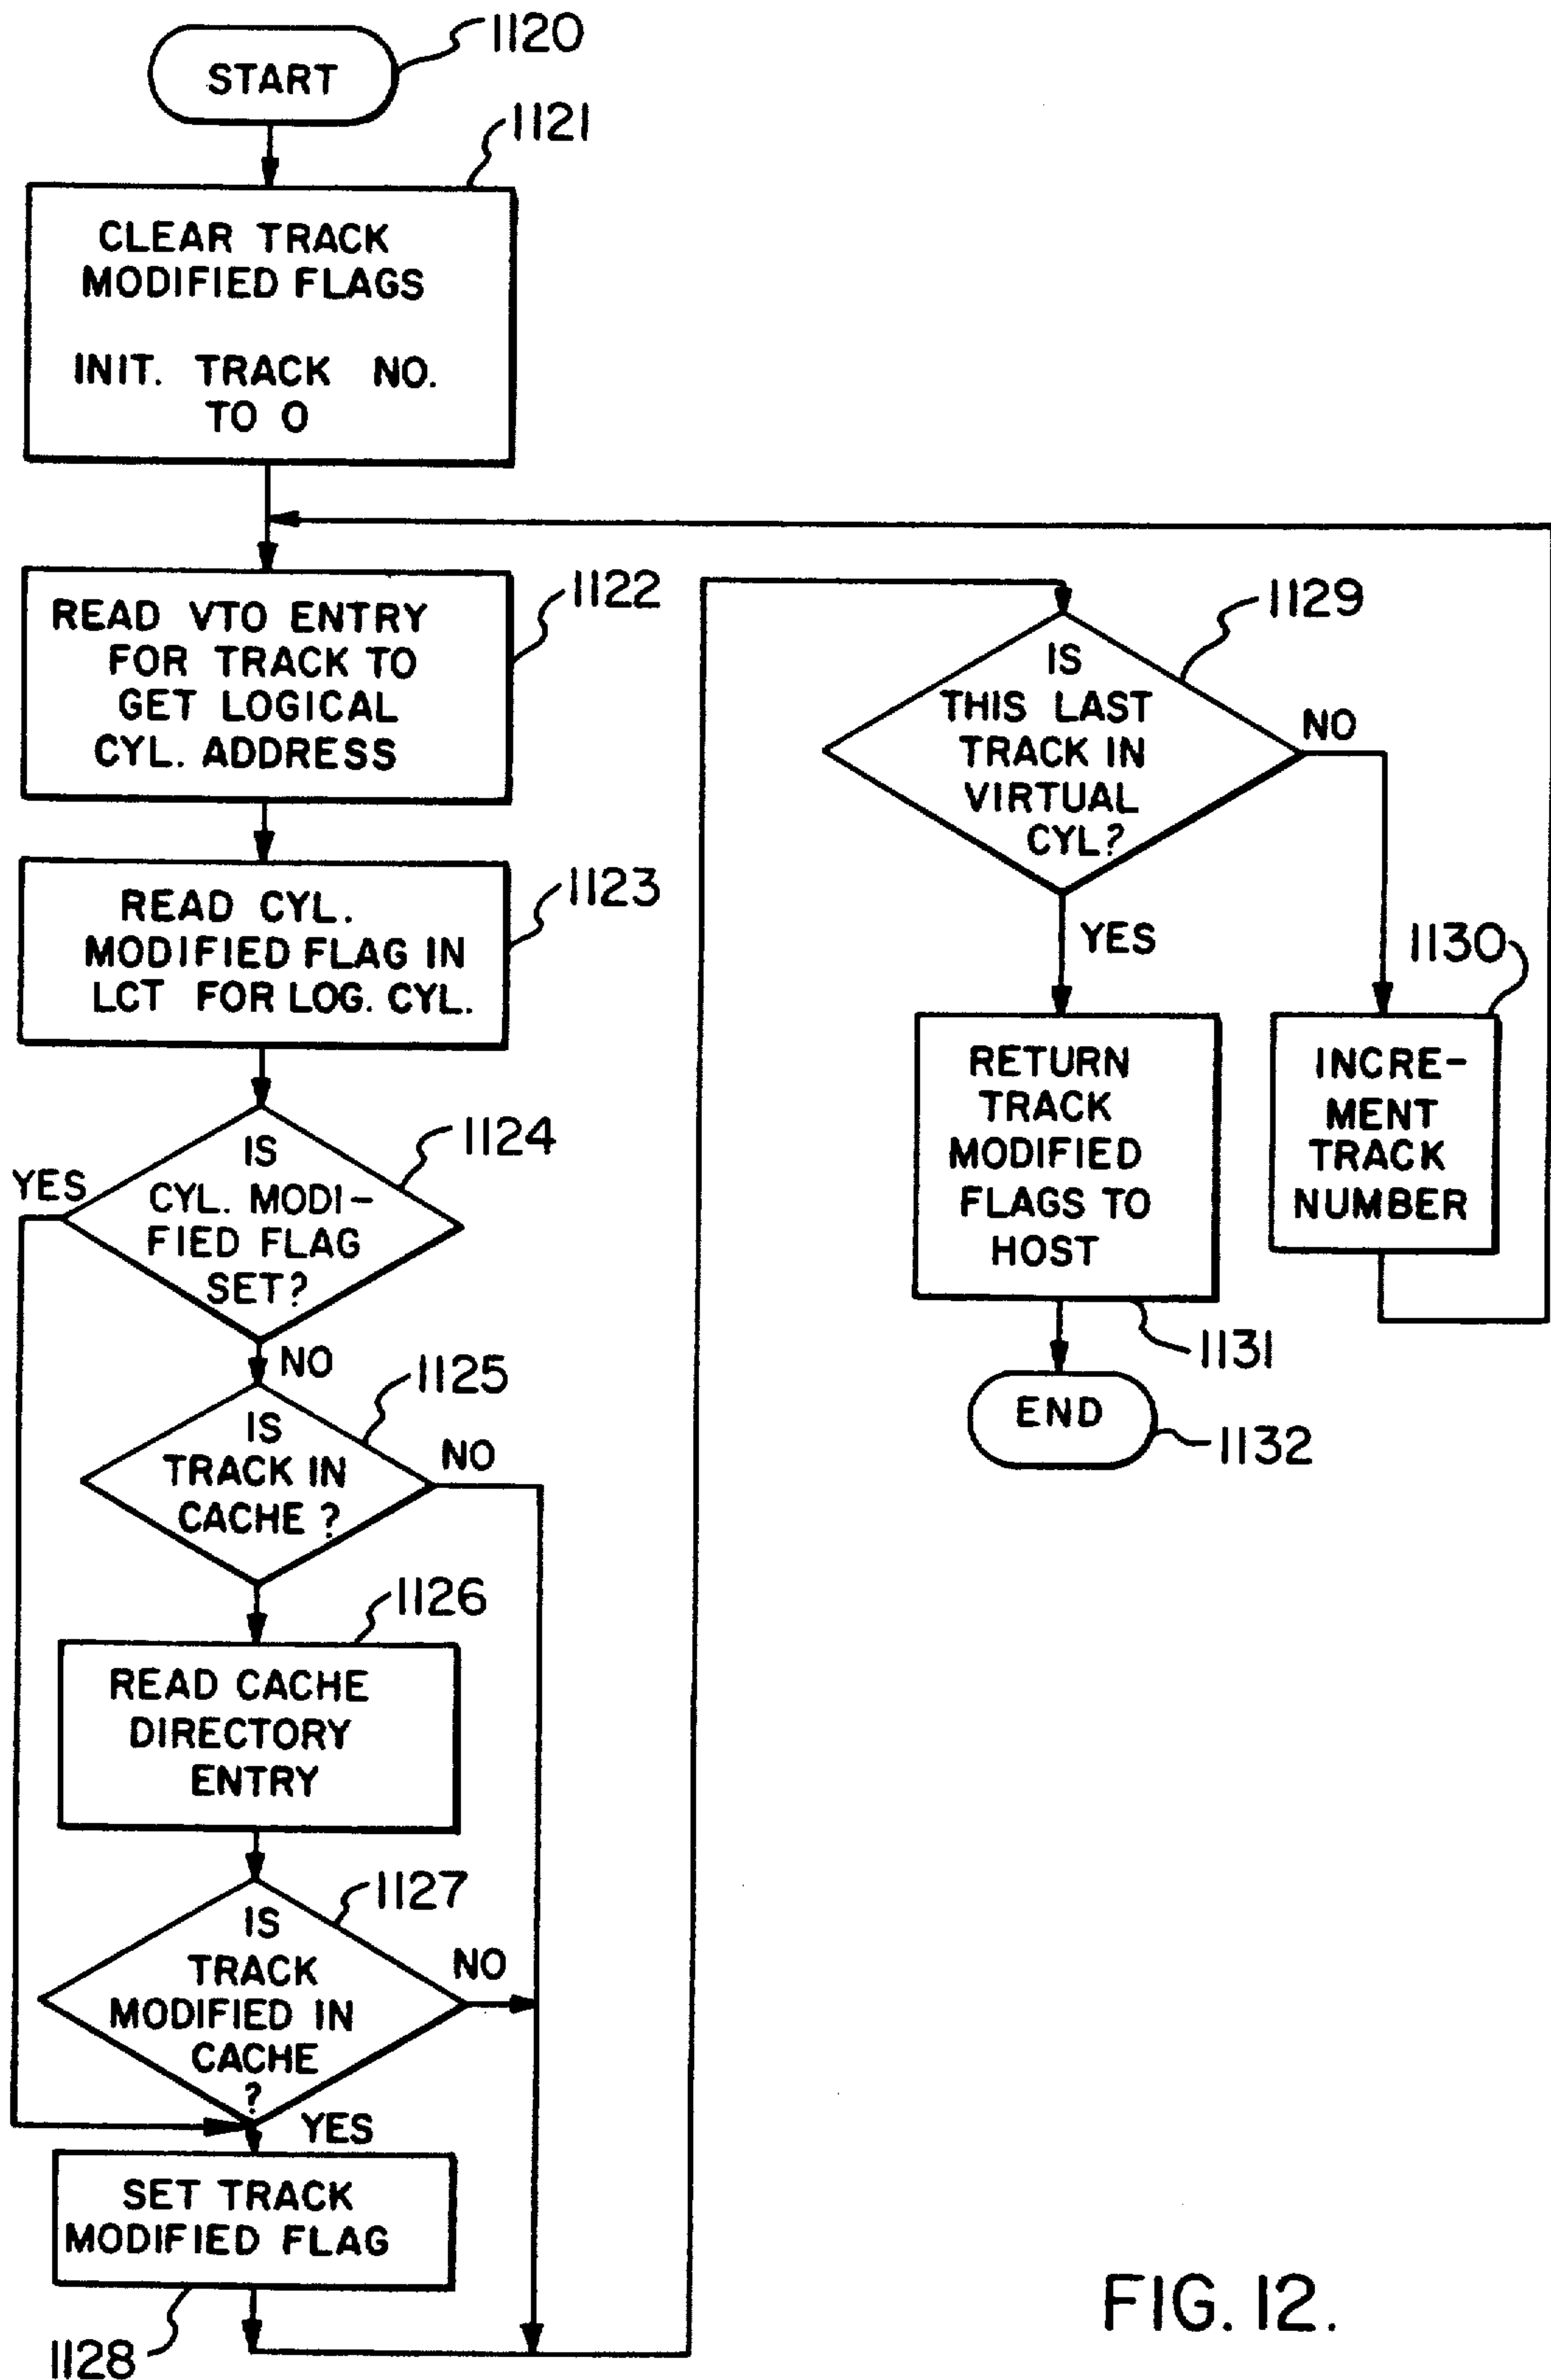 START
1120
1121
CLEAR TRACK
MODIFIED FLAGS
INIT. TRACK NO.
TO 0
READ VTO ENTRY
FOR TRACK TO
GET LOGICAL
CYL. ADDRESS
1122
READ CYL.
MODIFIED FLAG IN
LCT FOR LOG. CYL.
1123
IS
CYL. MODI-
FIED FLAG
SET?
1124
YES
NO
IS
TRACK IN
CACHE ?
1125
NO
1126
READ CACHE
DIRECTORY
ENTRY
IS
TRACK
MODIFIED IN
CACHE
?
1127
NO
YES
SET TRACK
MODIFIED FLAG
1128
IS
THIS LAST
TRACK IN
VIRTUAL
CYL?
1129
NO
YES
1130
RETURN
TRACK
MODIFIED
FLAGS TO
HOST
INCRE-
MENT
TRACK
NUMBER
1131
END
1132
FIG. 12.